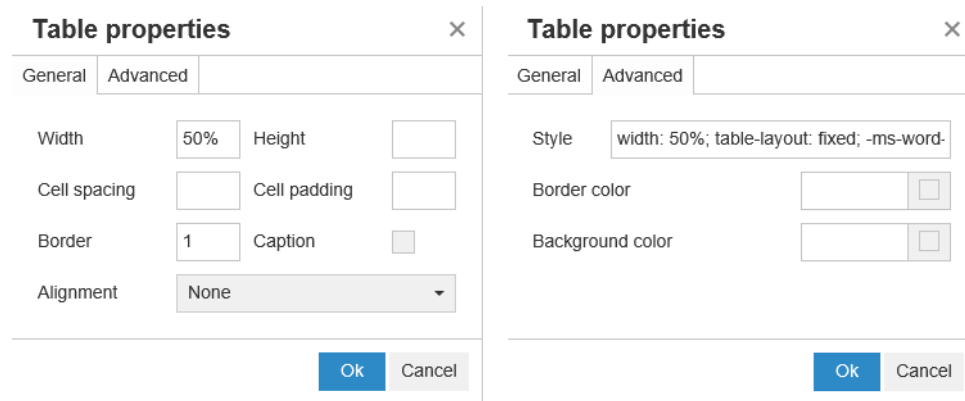 Table properties ×
General Advanced
Width 50% Height
Cell spacing Cell padding
Border 1 Caption
Alignment None
Ok Cancel
Table properties ×
General Advanced
Style width: 50%; table-layout: fixed; -ms-word-
Border color
Background color
Ok Cancel